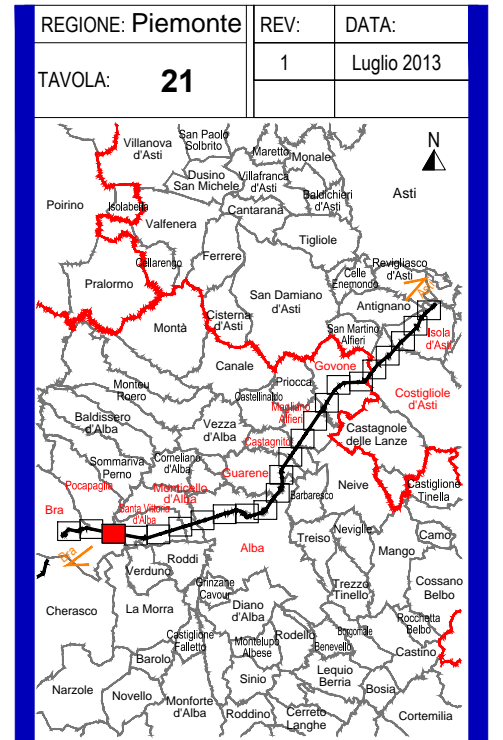 REGIONE: Piemonte
REV:
DATA:
TAVOLA: 21
1
Luglio 2013
N
Villanova
d'Asti
San Paolo
Solbrito
Maretto
Monale
Dusino
San Michele
Villafranca
d'Asti
Baldichieri
d'Asti
Asti
Poirino
Isolabella
Valfenera
Cantarana
Tigliole
Cellarengo
Ferrere
Revigliasco
d'Asti
Celle
Enemondo
Pralormo
San Damiano
d'Asti
Antignano
Asti
Montà
Cisterna
d'Asti
San Martino
Alfieri
Isola
d'Asti
Canale
Govone
Priocca
Monteu
Roero
Castellinaldo
Costigliole
d'Asti
Magliano
Alfieri
Baldissero
d'Alba
Vezza
d'Alba
Castagnito
Castagnole
delle Lanze
Sommariva
Perno
Corneliano
d'Alba
Guarene
Pocapaglia
Monticello
d'Alba
Neive
Castiglione
Tinella
Barbaresco
Bra
Santa Vittoria
d'Alba
Alba
Treiso
Neviglie
Camo
Mango
Bra
Verduno
Roddi
Grinzane
Cavour
Trezzo
Tinello
Cossano
Belbo
Cherasco
La Morra
Diano
d'Alba
Rocchetta
Belbo
Castiglione
Falletto
Montelupo
Albese
Rodello
Borgomale
Benevello
Castino
Barolo
Lequio
Berria
Sinio
Bosia
Narzole
Novello
Monforte
d'Alba
Roddino
Cerreto
Langhe
Cortemilia